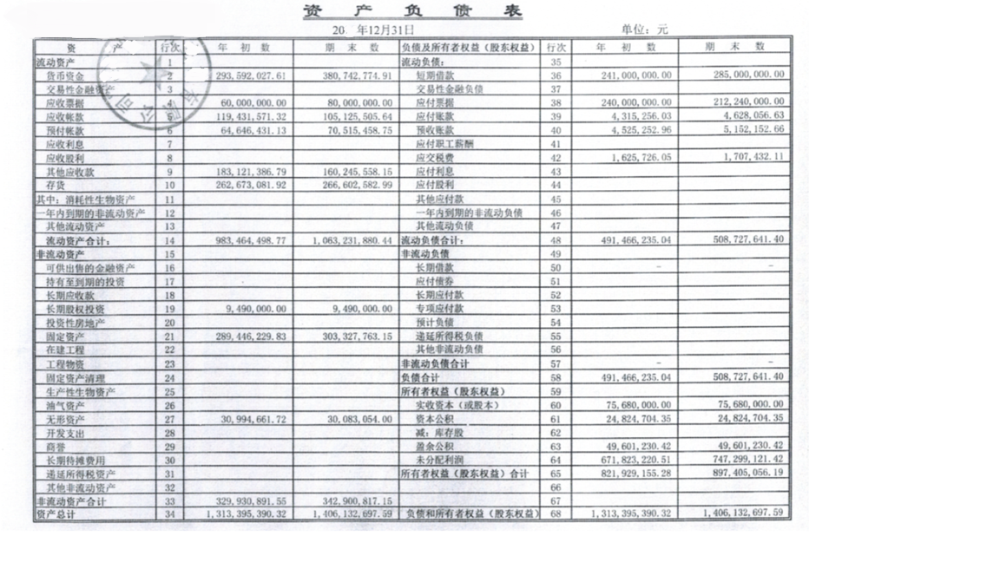 资 产 负 债 表
20 年12月31日 单位：元
资 产 行次 年 初 数 期 末 数 负债及所有者权益（股东权益） 行次 年 初 数 期 末 数
流动资产 1 流动负债： 35
货币资金 2 293,592,027.61 380,742,774.91 短期借款 36 241,000,000.00 285,000,000.00
交易性金融资产 3 交易性金融负债 37
应收票据 4 60,000,000.00 80,000,000.00 应付票据 38 240,000,000.00 212,240,000.00
应收帐款 5 119,431,571.32 105,125,505.64 应付账款 39 4,315,256.03 4,628,056.63
预付帐款 6 64,646,431.13 70,515,458.75 预收账款 40 4,525,252.96 5,152,152.66
应收利息 7 应付职工薪酬 41
应收股利 8 应交税费 42 1,625,726.05 1,707,432.11
其他应收款 9 183,121,386.79 160,245,558.15 应付利息 43
存货 10 262,673,081.92 266,602,582.99 应付股利 44
其中：消耗性生物资产 11 其他应付款 45
一年内到期的非流动资产 12 一年内到期的非流动负债 46
其他流动资产 13 其他流动负债 47
流动资产合计： 14 983,464,498.77 1,063,231,880.44 流动负债合计： 48 491,466,235.04 508,727,641.40
非流动资产 15 非流动负债 49
可供出售的金融资产 16 长期借款 50 – –
持有至到期的投资 17 应付债券 51
长期应收款 18 长期应付款 52
长期股权投资 19 9,490,000.00 9,490,000.00 专项应付款 53
投资性房地产 20 预计负债 54
固定资产 21 289,446,229.83 303,327,763.15 递延所得税负债 55
在建工程 22 其他非流动负债 56
工程物资 23 非流动负债合计 57 – –
固定资产清理 24 负债合计 58 491,466,235.04 508,727,641.40
生产性生物资产 25 所有者权益（股东权益） 59
油气资产 26 实收资本（或股本） 60 75,680,000.00 75,680,000.00
无形资产 27 30,994,661.72 30,083,054.00 资本公积 61 24,824,704.35 24,824,704.35
开发支出 28 减：库存股 62
商誉 29 盈余公积 63 49,601,230.42 49,601,230.42
长期待摊费用 30 未分配利润 64 671,823,220.51 747,299,121.42
递延所得税资产 31 所有者权益（股东权益）合计 65 821,929,155.28 897,405,056.19
其他非流动资产 32 66
非流动资产合计 33 329,930,891.55 342,900,817.15 67
资产总计 34 1,313,395,390.32 1,406,132,697.59 负债和所有者权益（股东权益） 68 1,313,395,390.32 1,406,132,697.59